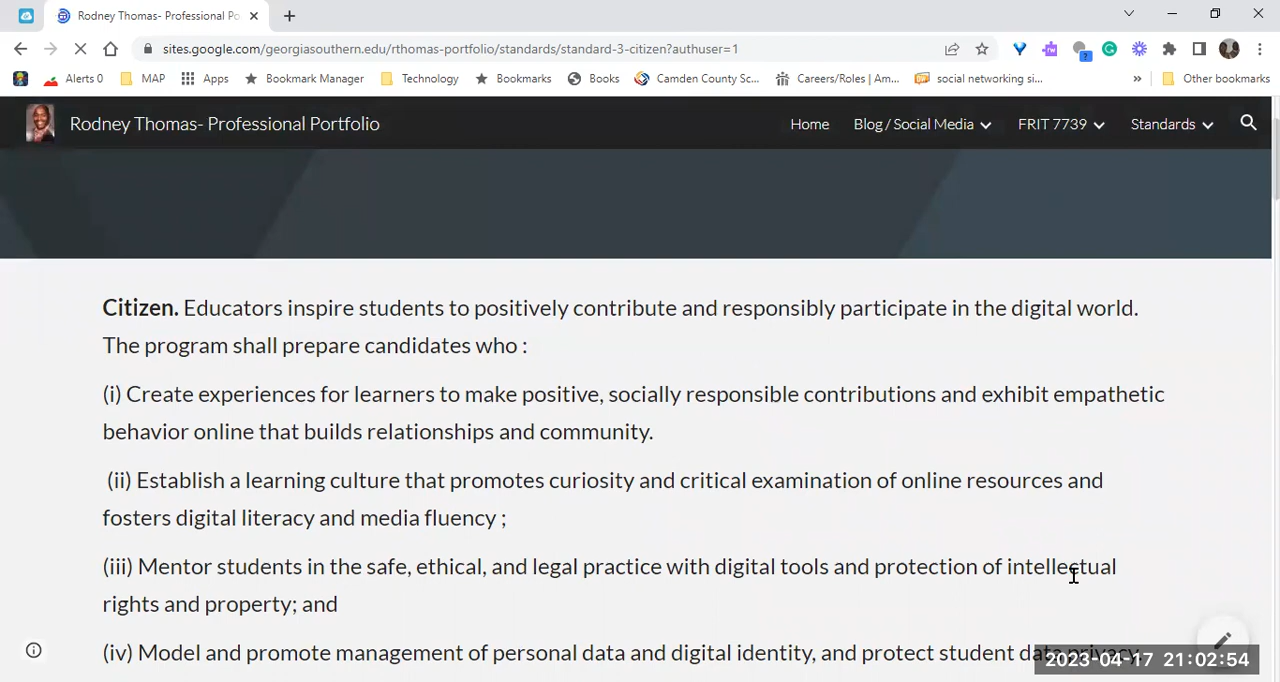 Rodney Thomas- Professional Po
sites.google.com/georgiasouthern.edu/rthomas-portfolio/standards/standard-3-citizen?authuser=1
Alerts 0 MAP Apps Bookmark Manager Technology Bookmarks Books Camden County Sc... Careers/Roles | Am... social networking si... » Other bookmarks
Rodney Thomas- Professional Portfolio Home Blog / Social Media FRIT 7739 Standards
Citizen. Educators inspire students to positively contribute and responsibly participate in the digital world.
The program shall prepare candidates who :
(i) Create experiences for learners to make positive, socially responsible contributions and exhibit empathetic
behavior online that builds relationships and community.
(ii) Establish a learning culture that promotes curiosity and critical examination of online resources and
fosters digital literacy and media fluency ;
(iii) Mentor students in the safe, ethical, and legal practice with digital tools and protection of intellectual
rights and property; and
(iv) Model and promote management of personal data and digital identity, and protect student data privacy.
2023-04-17 21:02:54